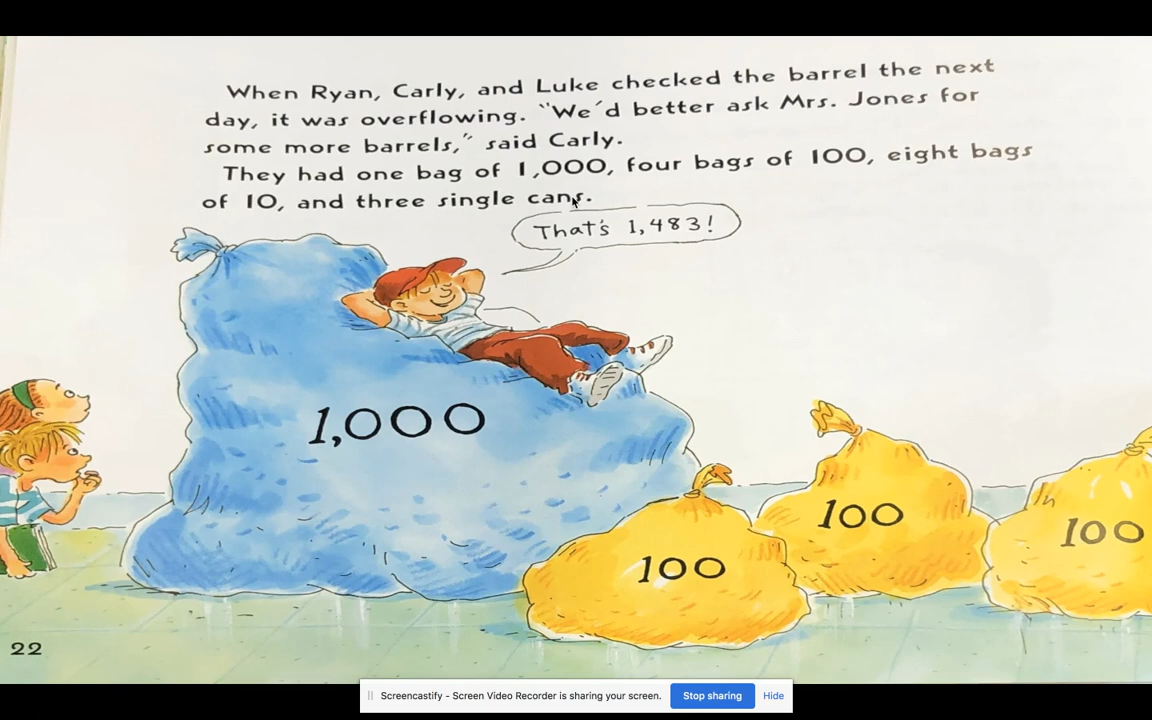 When Ryan, Carly, and Luke checked the barrel the next
day, it was overflowing. "We'd better ask Mrs. Jones for
some more barrels," said Carly.
They had one bag of 1,000, four bags of 100, eight bags
of 10, and three single cans.
That's 1,483!
1,000
100
100
100
22
Screencastify - Screen Video Recorder is sharing your screen.
Stop sharing
Hide